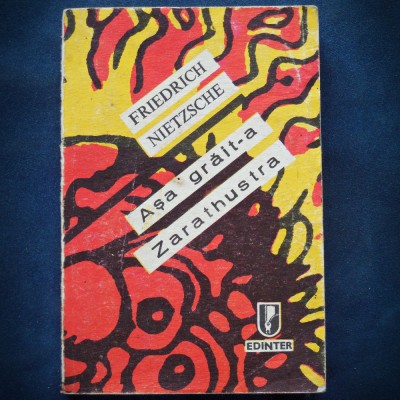 FRIEDRICH
NIETZSCHE
Așa grăit-a
Zarathustra
EDINTER